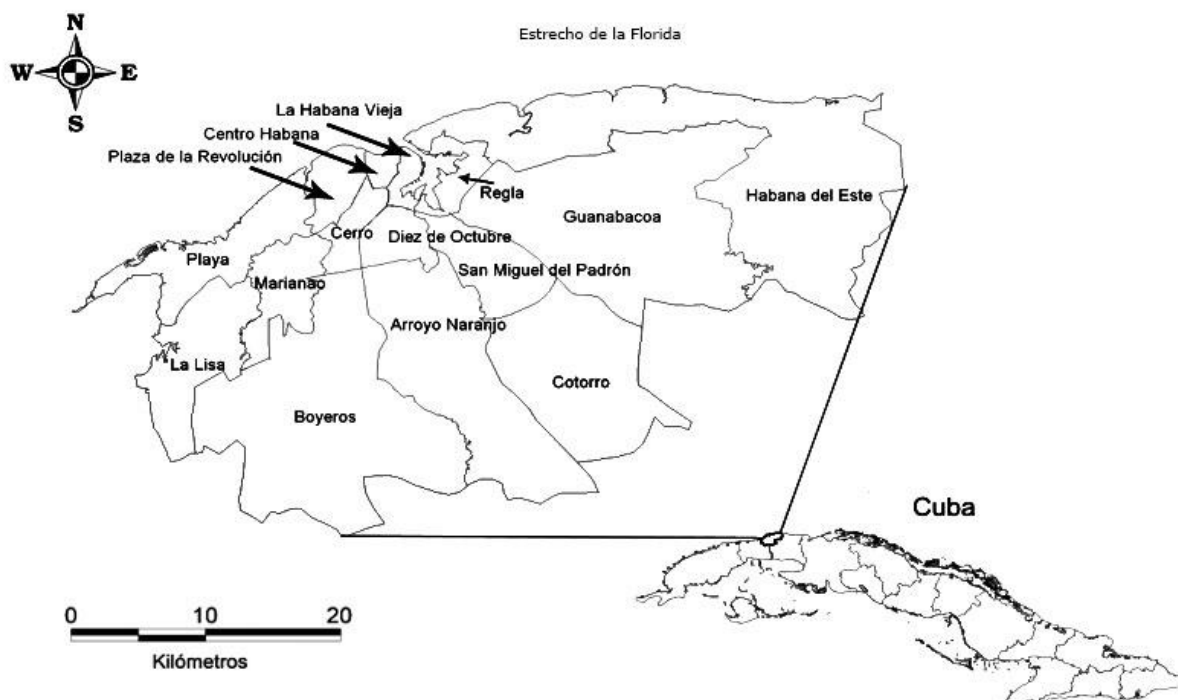 N
Estrecho de la Florida
W E
S
La Habana Vieja
Centro Habana
Plaza de la Revolución
Regla
Habana del Este
Guanabacoa
Cerro
Diez de Octubre
Playa
San Miguel del Padrón
Marianao
Arroyo Naranjo
La Lisa
Cotorro
Boyeros
Cuba
0 10 20
Kilómetros